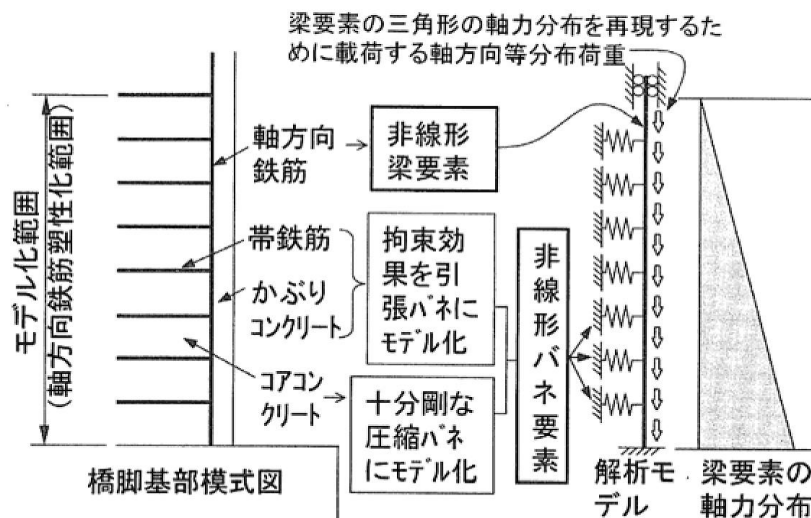 梁要素の三角形の軸力分布を再現するた
めに載荷する軸方向等分布荷重
モデル化範囲
(軸方向鉄筋塑性化範囲)
軸方向
鉄筋
非線形
梁要素
帯鉄筋
かぶり
コンクリート
拘束効
果を引
張バネに
モデル化
コアコン
クリート
十分剛な
圧縮バネ
にモデル化
非線形バネ要素
橋脚基部模式図
解析モ
デル
梁要素の
軸力分布